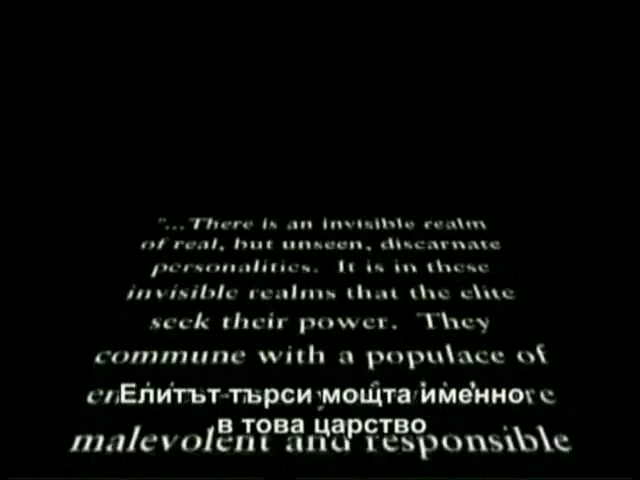 "...There is an invisible realm
of real, but unseen, discarnate
personalities. It is in these
invisible realms that the elite
seek their power. They
commune with a populace of
Елитът търси мощта именно
в това царство
malevolent and responsible